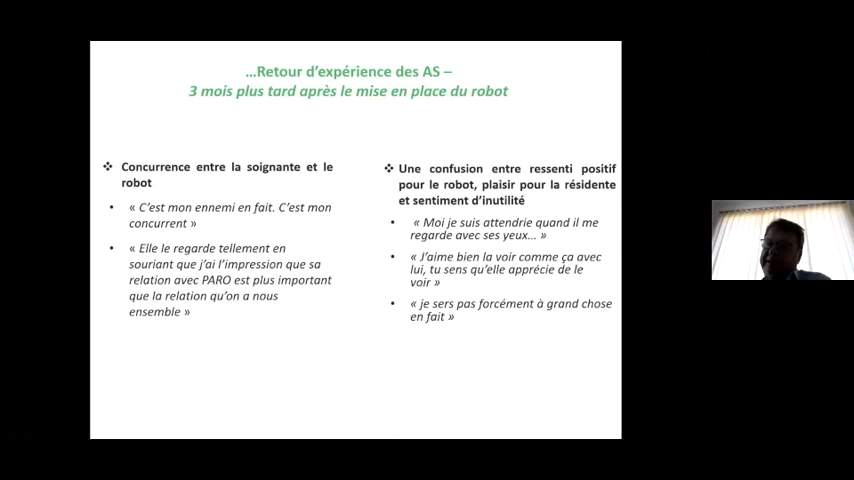 …Retour d'expérience des AS –
3 mois plus tard après le mise en place du robot
❖ Concurrence entre la soignante et le
robot
• « C'est mon ennemi en fait. C'est mon
concurrent »
• « Elle le regarde tellement en
souriant que j'ai l'impression que sa
relation avec PARO est plus important
que la relation qu'on a nous
ensemble »
❖ Une confusion entre ressenti positif
pour le robot, plaisir pour la résidente
et sentiment d'inutilité
• « Moi je suis attendrie quand il me
regarde avec ses yeux... »
• « J'aime bien la voir comme ça avec
lui, tu sens qu'elle apprécie de le
voir »
• « je sers pas forcément à grand chose
en fait »